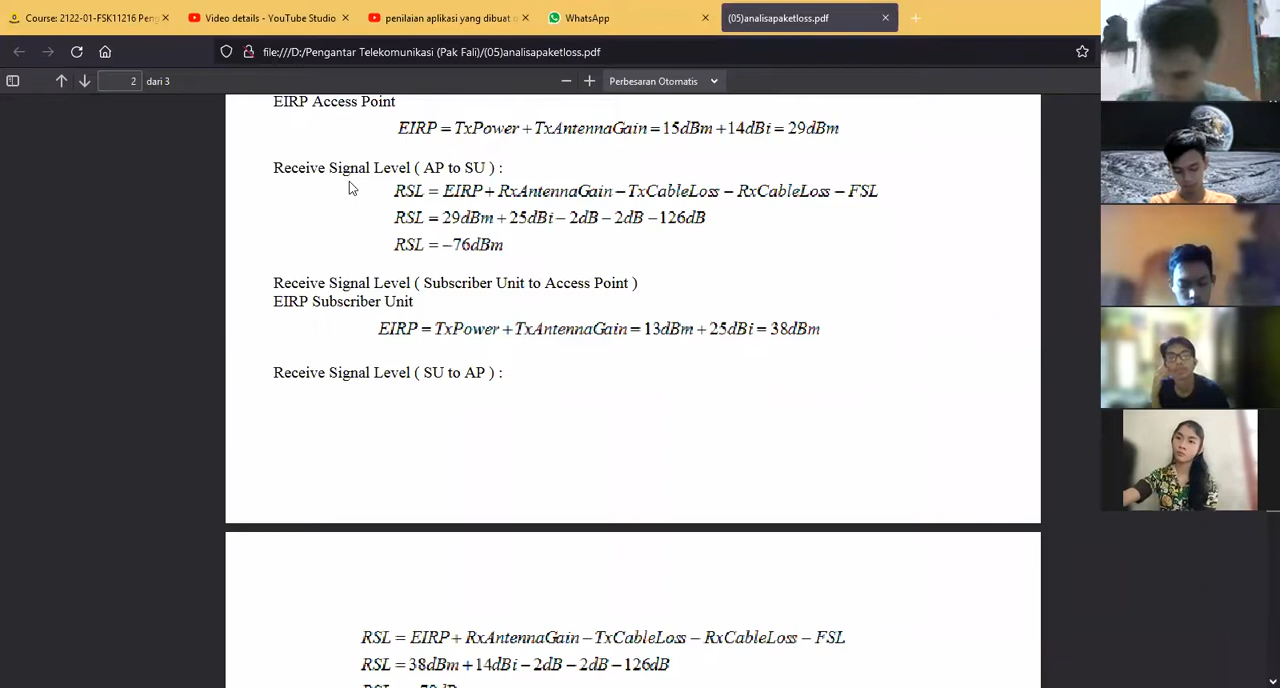 Course: 2122-01-FSK11216 Peng
Video details - YouTube Studio
penilaian aplikasi yang dibuat o
WhatsApp
(05)analisapaketloss.pdf
file:///D:/Pengantar Telekomunikasi (Pak Fali)/(05)analisapaketloss.pdf
2 dari 3
Perbesaran Otomatis
EIRP Access Point
EIRP = TxPower + TxAntennaGain = 15dBm + 14dBi = 29dBm
Receive Signal Level ( AP to SU ) :
RSL = EIRP + RxAntennaGain − TxCableLoss − RxCableLoss − FSL
RSL = 29dBm + 25dBi − 2dB − 2dB − 126dB
RSL = −76dBm
Receive Signal Level ( Subscriber Unit to Access Point )
EIRP Subscriber Unit
EIRP = TxPower + TxAntennaGain = 13dBm + 25dBi = 38dBm
Receive Signal Level ( SU to AP ) :
RSL = EIRP + RxAntennaGain − TxCableLoss − RxCableLoss − FSL
RSL = 38dBm + 14dBi − 2dB − 2dB − 126dB